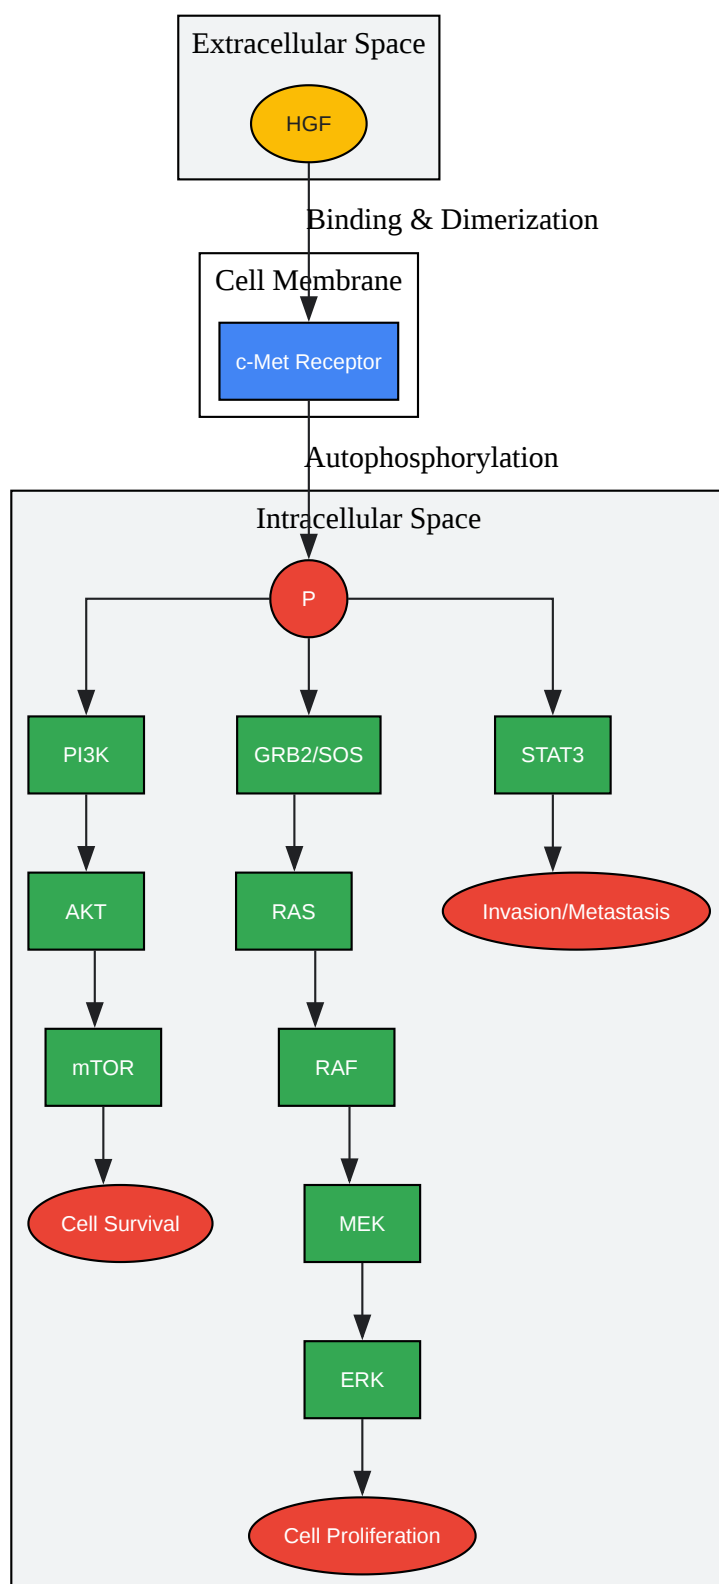 Extracellular Space
HGF
Binding & Dimerization
Cell Membrane
c-Met Receptor
Autophosphorylation
Intracellular Space
P
PI3K
GRB2/SOS
STAT3
AKT
RAS
Invasion/Metastasis
mTOR
RAF
Cell Survival
MEK
ERK
Cell Proliferation